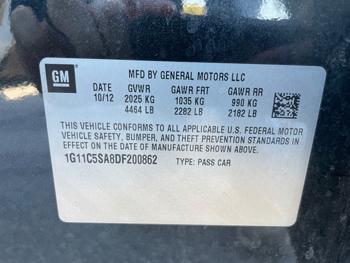 GM
MFD BY GENERAL MOTORS LLC
DATE GVWR GAWR FRT GAWR RR
10/12 2025 KG 1035 KG 990 KG
4464 LB 2282 LB 2182 LB
THIS VEHICLE CONFORMS TO ALL APPLICABLE U.S. FEDERAL MOTOR
VEHICLE SAFETY, BUMPER, AND THEFT PREVENTION STANDARDS IN
EFFECT ON THE DATE OF MANUFACTURE SHOWN ABOVE.
1G11C5SA8DF200862 TYPE: PASS CAR